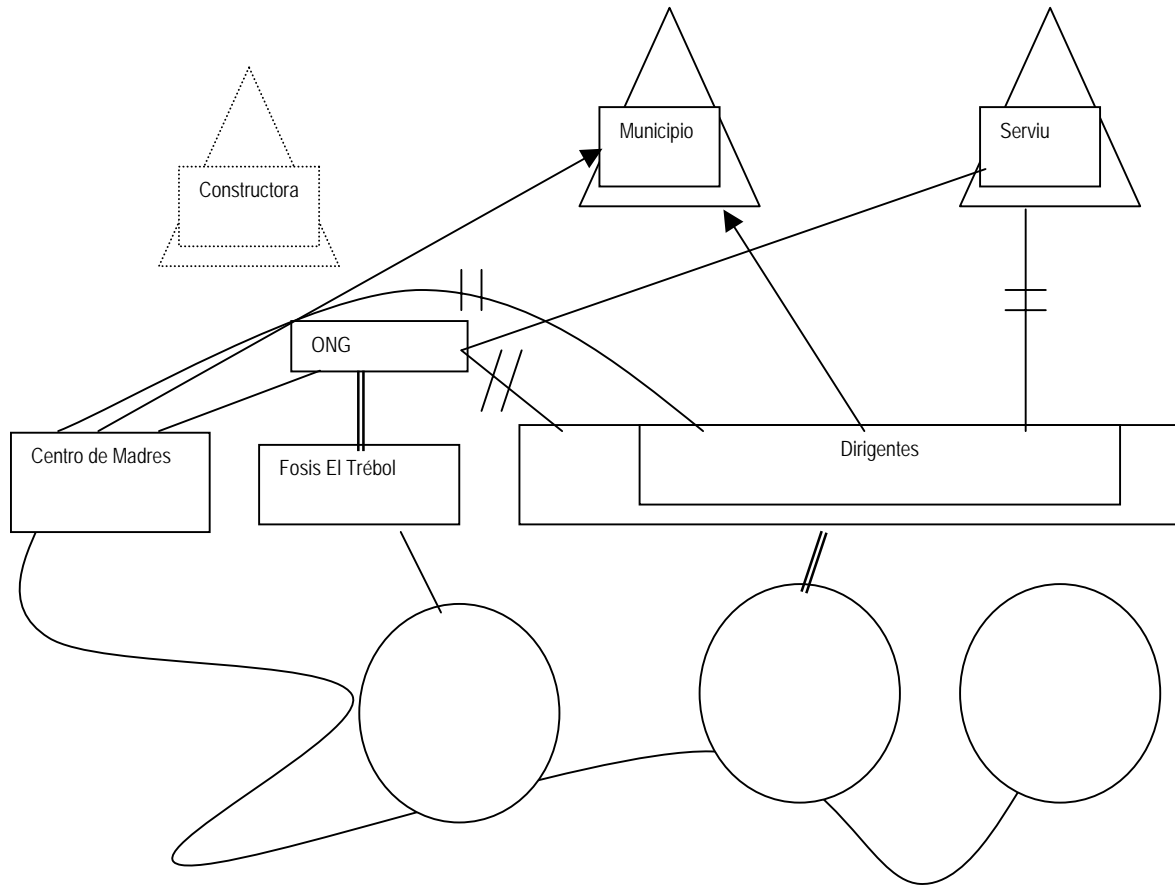 Municipio
Serviu
Constructora
ONG
Centro de Madres
Fosis El Trébol
Dirigentes